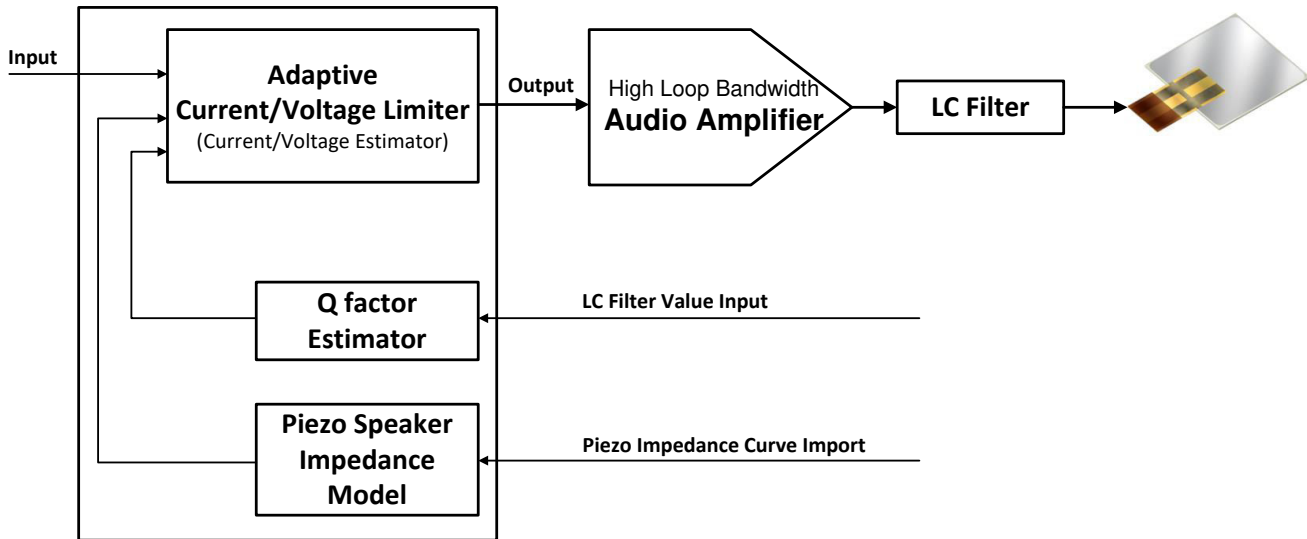 Input
Adaptive
Current/Voltage Limiter
(Current/Voltage Estimator)
Output
High Loop Bandwidth
Audio Amplifier
LC Filter
Q factor
Estimator
LC Filter Value Input
Piezo Speaker
Impedance
Model
Piezo Impedance Curve Import